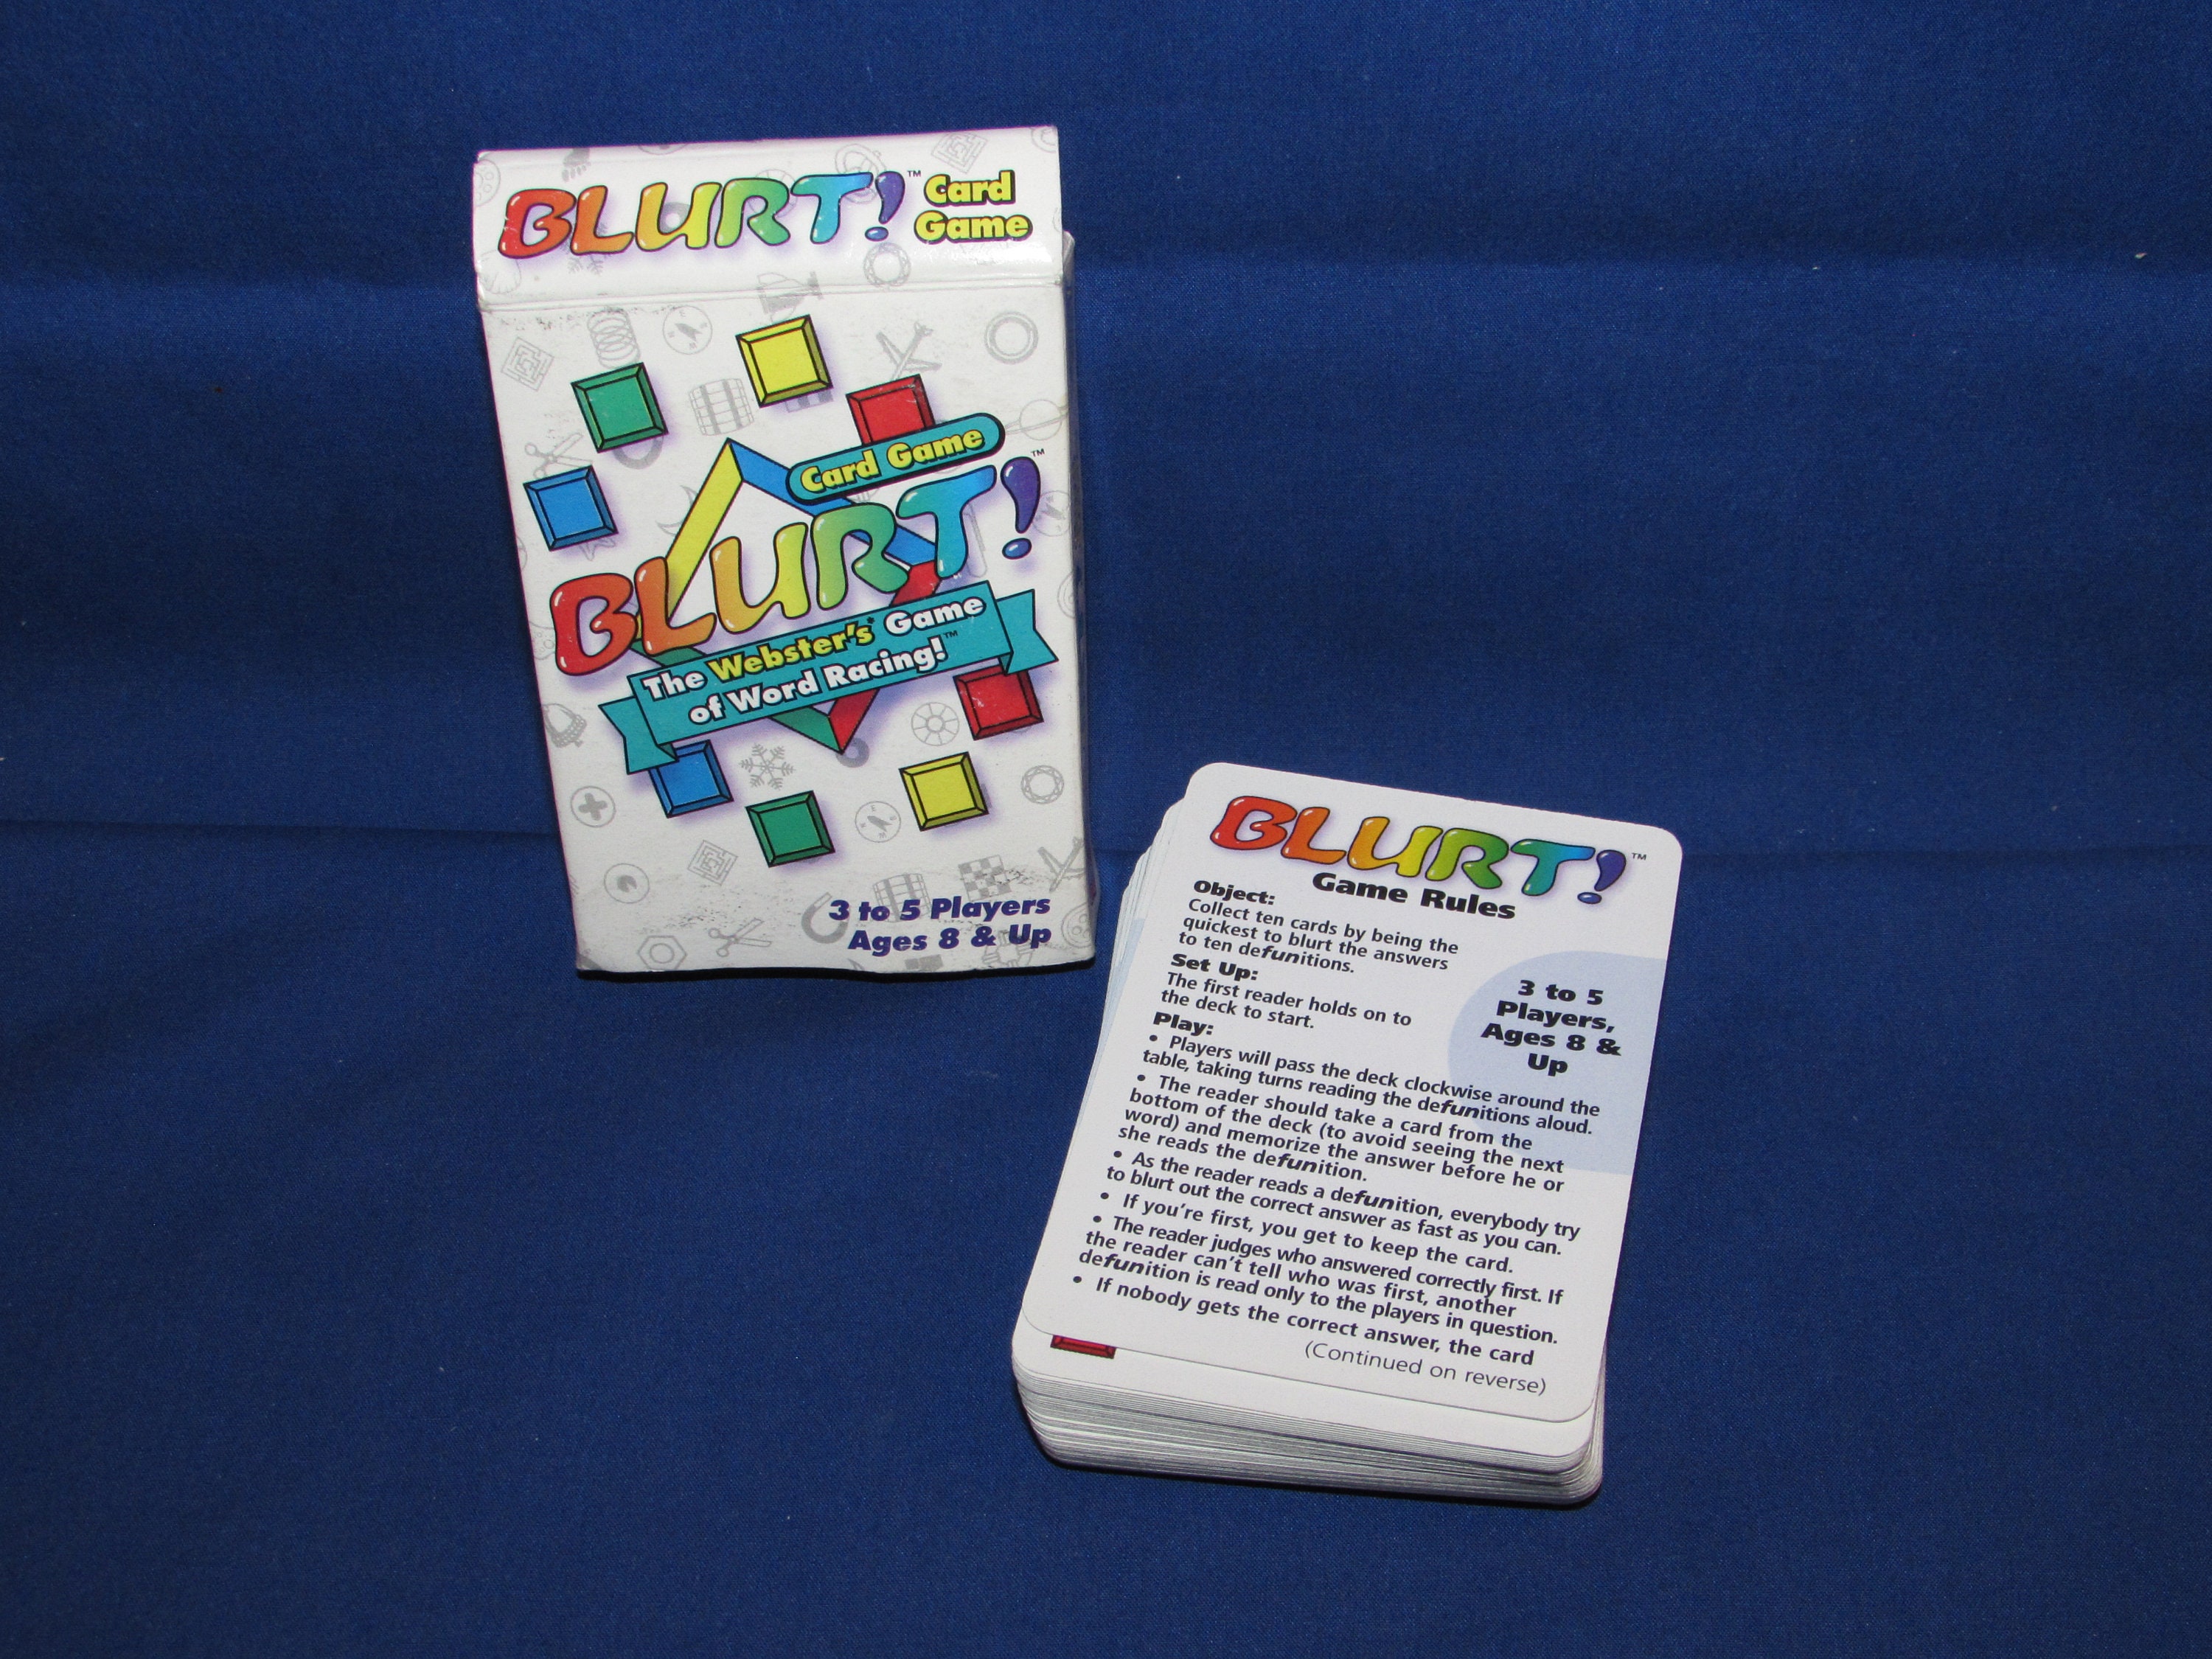 BLURT!™ Card
Game
Card Game
BLURT!™
The Webster's® Game
of Word Racing!™
3 to 5 Players
Ages 8 & Up
BLURT!™
Game Rules
Object:
Collect ten cards by being the
quickest to blurt the answers
to ten defunitions.
Set Up:
The first reader holds on to
the deck to start.
3 to 5
Players,
Ages 8 &
Up
Play:
• Players will pass the deck clockwise around the
table, taking turns reading the defunitions aloud.
• The reader should take a card from the
bottom of the deck (to avoid seeing the next
word) and memorize the answer before he or
she reads the defunition.
• As the reader reads a defunition, everybody try
to blurt out the correct answer as fast as you can.
• If you're first, you get to keep the card.
• The reader judges who answered correctly first. If
the reader can't tell who was first, another
defunition is read only to the players in question.
• If nobody gets the correct answer, the card
(Continued on reverse)